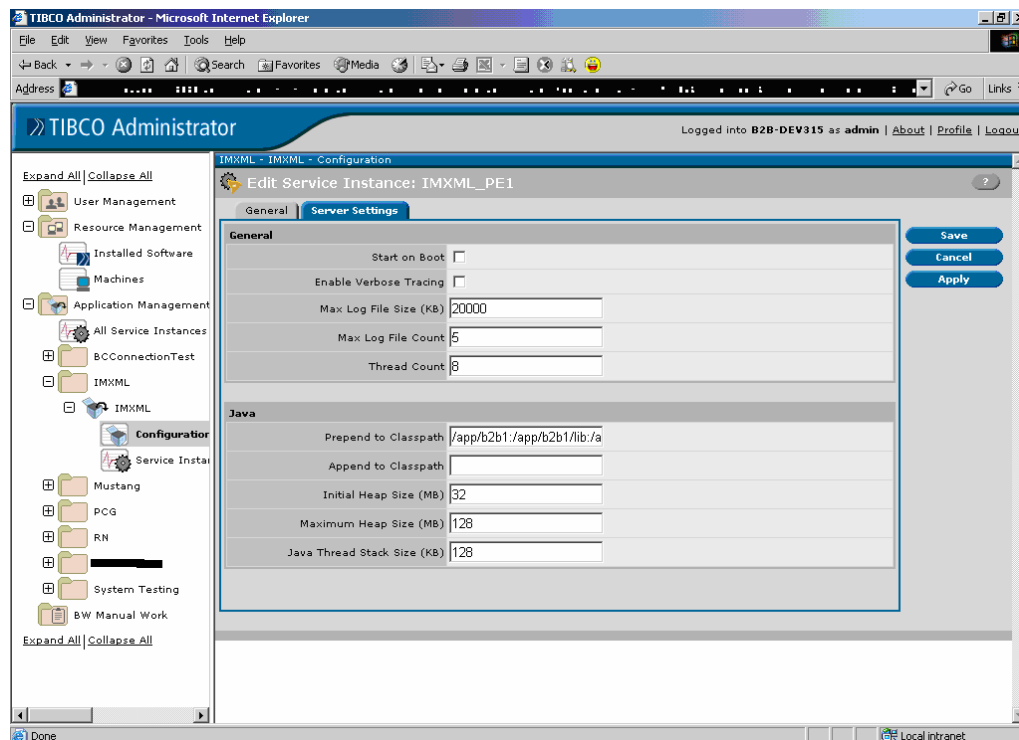 TIBCO Administrator - Microsoft Internet Explorer
File Edit View Favorites Tools Help
Back Search Favorites Media
Address Go Links
TIBCO Administrator
Logged into B2B-DEV315 as admin | About | Profile | Logou
IMXML - IMXML - Configuration
Edit Service Instance: IMXML_PE1
?
General Server Settings
Expand All | Collapse All
User Management
Resource Management
Installed Software
Machines
Application Management
All Service Instances
BCConnectionTest
IMXML
IMXML
Configuration
Service Instan
Mustang
PCG
RN
System Testing
BW Manual Work
Expand All | Collapse All
General
Start on Boot
Enable Verbose Tracing
Max Log File Size (KB) 20000
Max Log File Count 5
Thread Count 8
Java
Prepend to Classpath /app/b2b1:/app/b2b1/lib:/a
Append to Classpath
Initial Heap Size (MB) 32
Maximum Heap Size (MB) 128
Java Thread Stack Size (KB) 128
Save
Cancel
Apply
Done
Local intranet